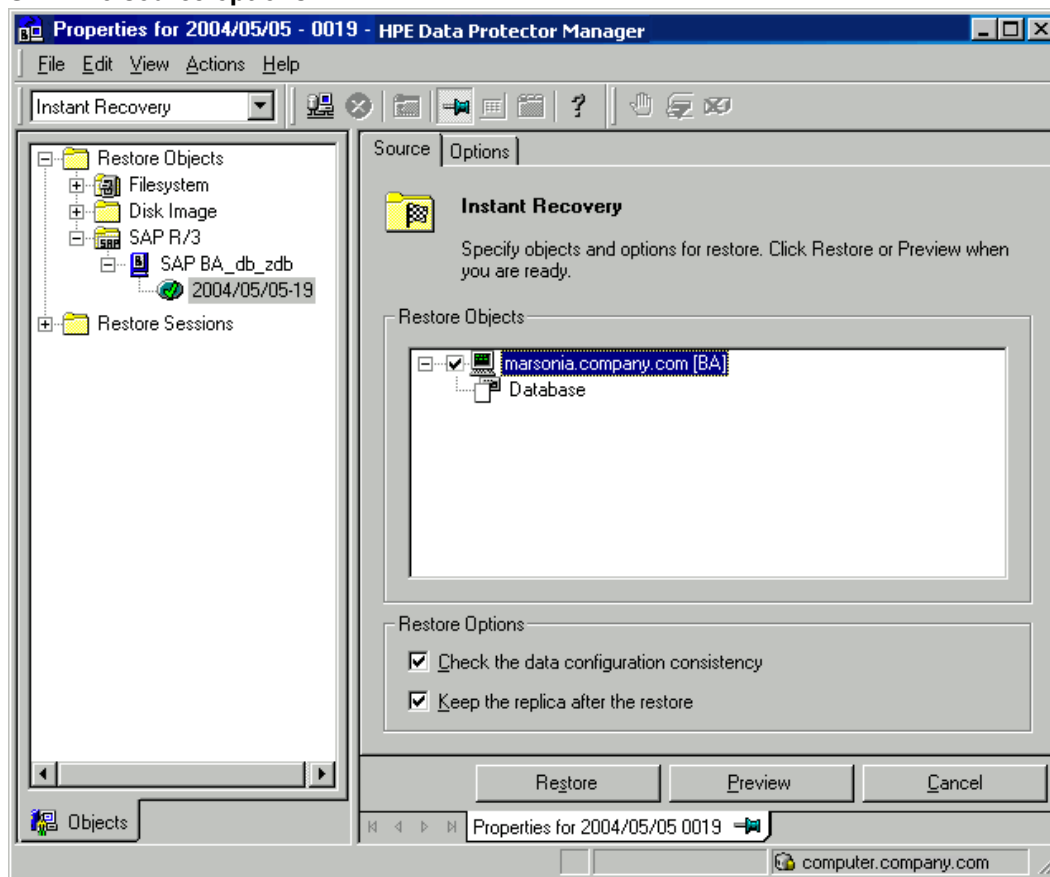 Properties for 2004/05/05 - 0019 - HPE Data Protector Manager
File Edit View Actions Help
Instant Recovery
Restore Objects
Filesystem
Disk Image
SAP R/3
SAP BA_db_zdb
2004/05/05-19
Restore Sessions
Objects
Source Options
Instant Recovery
Specify objects and options for restore. Click Restore or Preview when
you are ready.
Restore Objects
marsonia.company.com [BA]
Database
Restore Options
Check the data configuration consistency
Keep the replica after the restore
Restore Preview Cancel
Properties for 2004/05/05 0019
computer.company.com